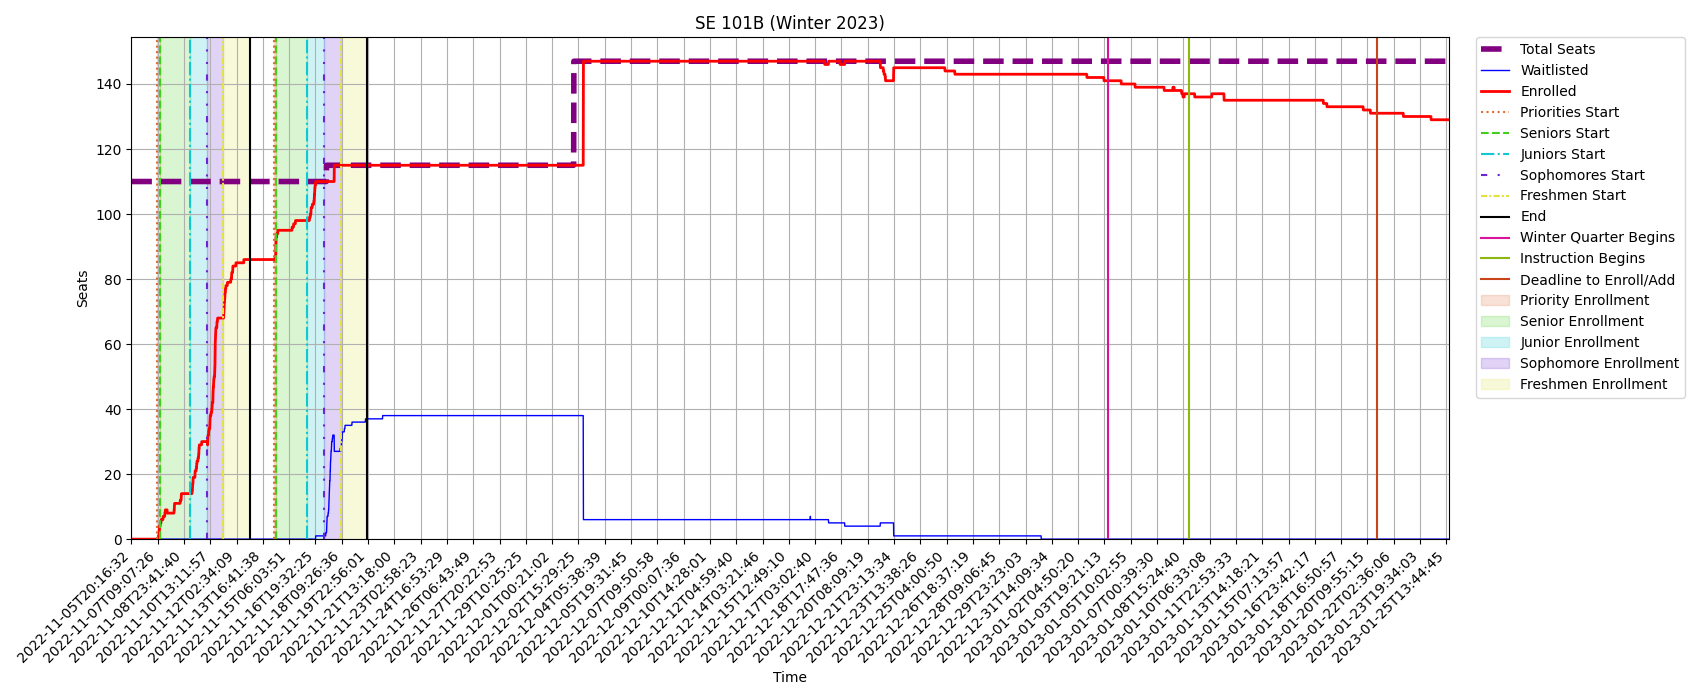 SE 101B (Winter 2023)
Seats
140
120
100
80
60
40
20
0
2022-11-05T20:16:32
2022-11-07T09:07:26
2022-11-08T23:41:40
2022-11-10T13:11:57
2022-11-12T02:34:09
2022-11-13T16:41:38
2022-11-15T06:03:51
2022-11-16T19:32:25
2022-11-18T09:26:36
2022-11-19T22:56:01
2022-11-21T13:18:00
2022-11-23T02:58:23
2022-11-24T16:53:29
2022-11-26T06:43:49
2022-11-27T20:22:53
2022-11-29T10:25:25
2022-12-01T00:21:02
2022-12-02T15:29:25
2022-12-04T05:38:39
2022-12-05T19:31:45
2022-12-07T09:50:58
2022-12-09T00:07:36
2022-12-10T14:28:01
2022-12-12T04:59:40
2022-12-14T03:21:46
2022-12-15T12:49:10
2022-12-17T03:02:40
2022-12-18T17:47:36
2022-12-20T08:09:19
2022-12-21T23:13:34
2022-12-23T13:38:26
2022-12-25T04:00:50
2022-12-26T18:37:19
2022-12-28T09:06:45
2022-12-29T23:23:03
2022-12-31T14:09:34
2023-01-02T04:50:20
2023-01-03T19:21:13
2023-01-05T10:02:55
2023-01-07T00:39:30
2023-01-08T15:24:40
2023-01-10T06:33:08
2023-01-11T22:53:33
2023-01-13T14:18:21
2023-01-15T07:13:57
2023-01-16T23:42:17
2023-01-18T16:50:57
2023-01-20T09:55:15
2023-01-22T02:36:06
2023-01-23T19:34:03
2023-01-25T13:44:45
Time
Total Seats
Waitlisted
Enrolled
Priorities Start
Seniors Start
Juniors Start
Sophomores Start
Freshmen Start
End
Winter Quarter Begins
Instruction Begins
Deadline to Enroll/Add
Priority Enrollment
Senior Enrollment
Junior Enrollment
Sophomore Enrollment
Freshmen Enrollment